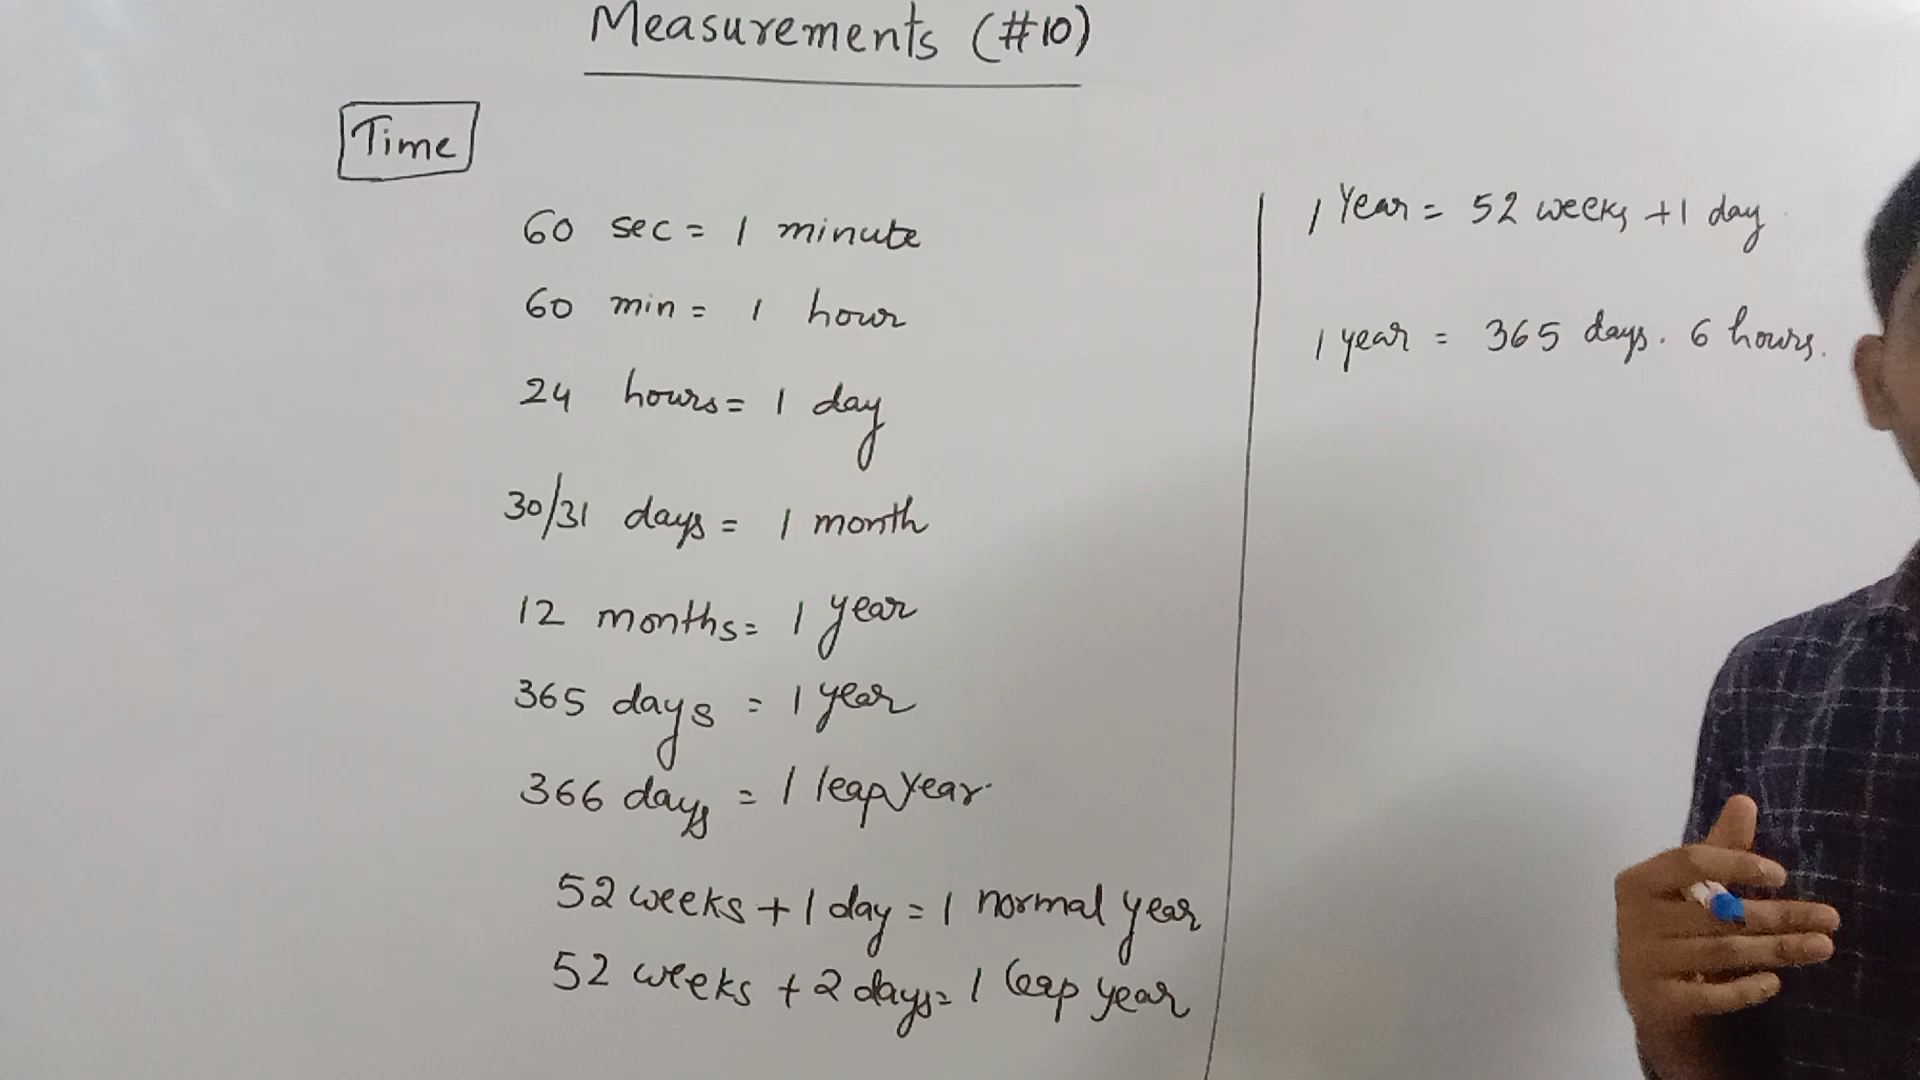 Measurements (#10)
Time
60 sec = 1 minute
60 min = 1 hour
24 hours = 1 day
30/31 days = 1 month
12 months = 1 year
365 days = 1 year
366 days = 1 leap year.
52 weeks + 1 day = 1 normal year
52 weeks + 2 days = 1 leap year
1 Year = 52 weeks +1 day
1 year = 365 days. 6 hours.